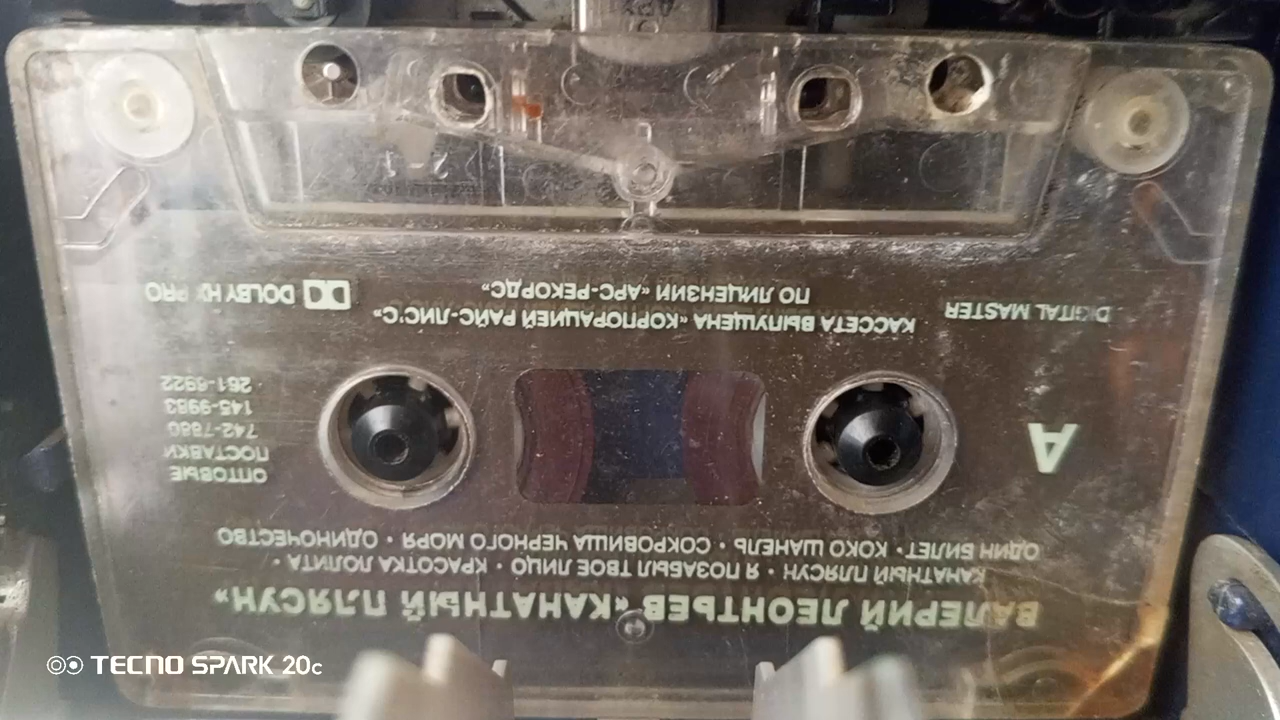 ВАЛЕРИЙ ЛЕОНТЬЕВ «КАНАТНЫЙ ПЛЯСУН»
КАНАТНЫЙ ПЛЯСУН • Я ПОЗАБЫЛ ТВОЕ ЛИЦО • КРАСОТКА ЛОЛИТА •
ОДИН БИЛЕТ • КОКО ШАНЕЛЬ • СОКРОВИЩА ЧЕРНОГО МОРЯ • ОДИНОЧЕСТВО
A
ОПТОВЫЕ
ПОСТАВКИ
742-7880
145-9983
261-6922
DIGITAL MASTER
КАССЕТА ВЫПУЩЕНА «КОРПОРАЦИЕЙ РАЙС-ЛИС'С»
ПО ЛИЦЕНЗИИ «АРС-РЕКОРДС»
DOLBY HX PRO
TECNO SPARK 20c